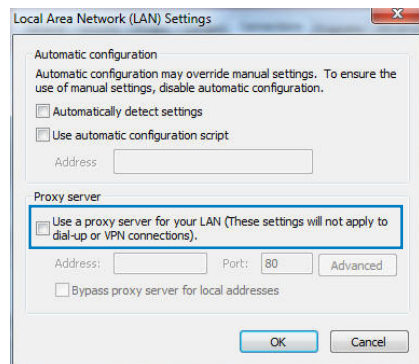 Local Area Network (LAN) Settings
Automatic configuration
Automatic configuration may override manual settings. To ensure the
use of manual settings, disable automatic configuration.
Automatically detect settings
Use automatic configuration script
Address
Proxy server
Use a proxy server for your LAN (These settings will not apply to
dial-up or VPN connections).
Address:
Port: 80
Advanced
Bypass proxy server for local addresses
OK
Cancel